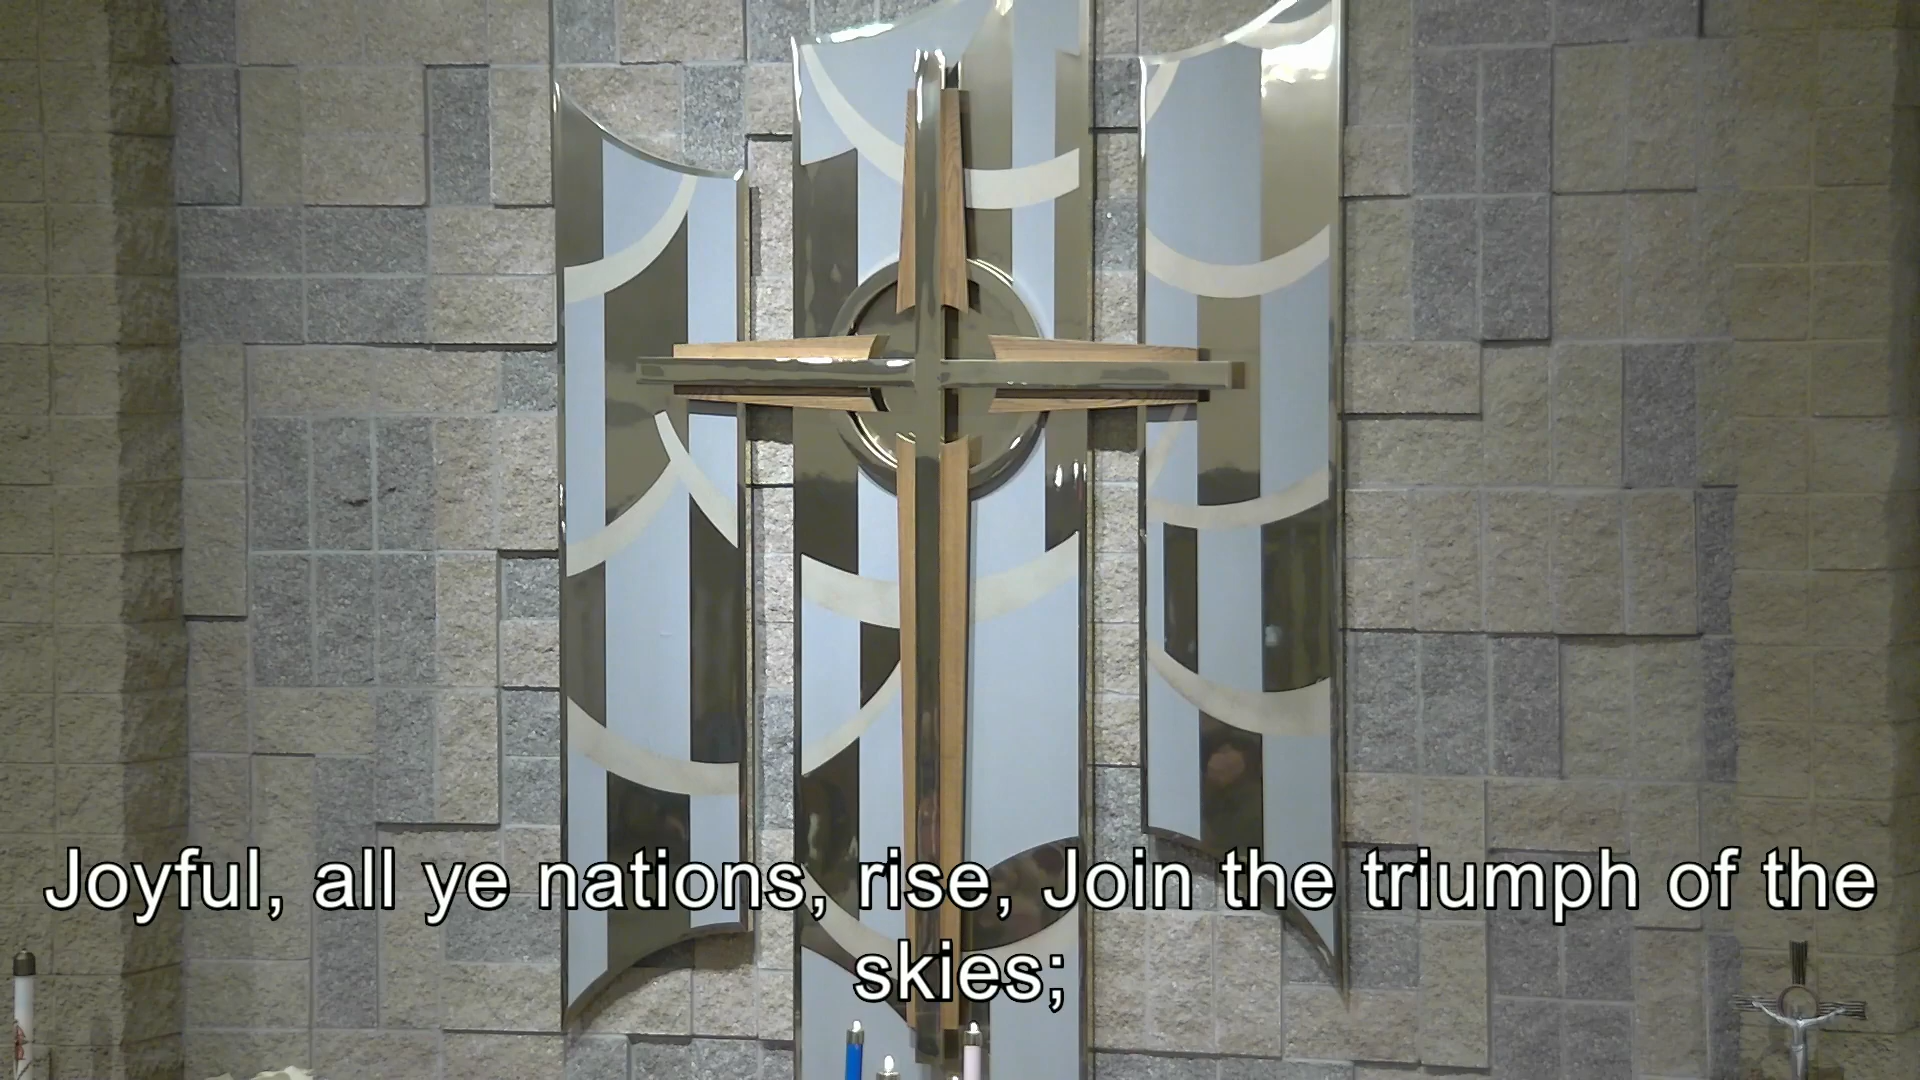 Joyful, all ye nations, rise, Join the triumph of the
skies;